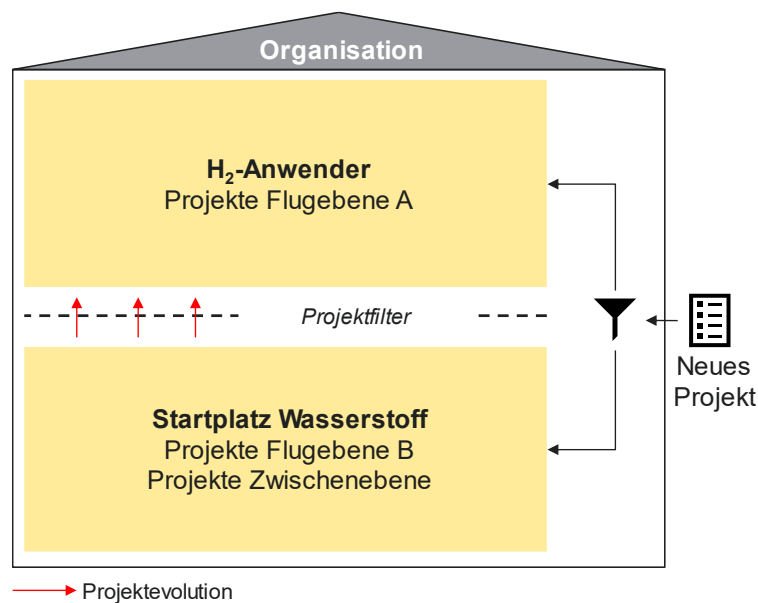 Organisation
H₂-Anwender
Projekte Flugebene A
Projektfilter
Neues
Projekt
Startplatz Wasserstoff
Projekte Flugebene B
Projekte Zwischenebene
Projektevolution